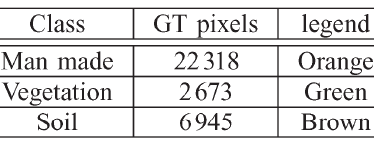 Class GT pixels legend
Man made 22 318 Orange
Vegetation 2 673 Green
Soil 6 945 Brown